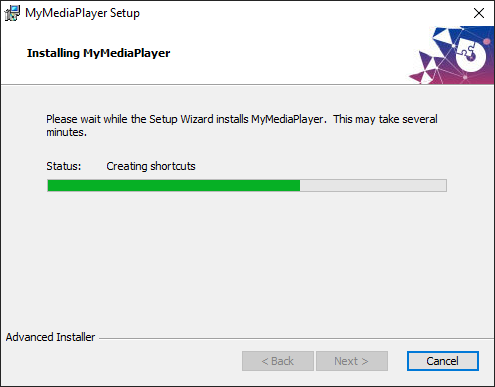 MyMediaPlayer Setup
Installing MyMediaPlayer
Please wait while the Setup Wizard installs MyMediaPlayer. This may take several
minutes.
Status: Creating shortcuts
Advanced Installer
< Back Next > Cancel